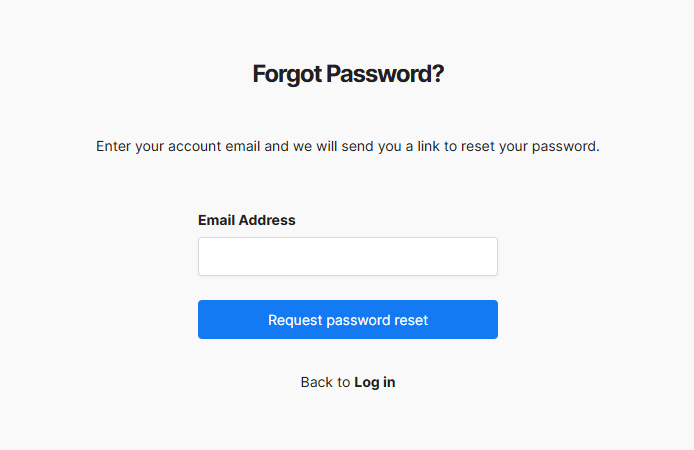 Forgot Password?
Enter your account email and we will send you a link to reset your password.
Email Address
Request password reset
Back to Log in